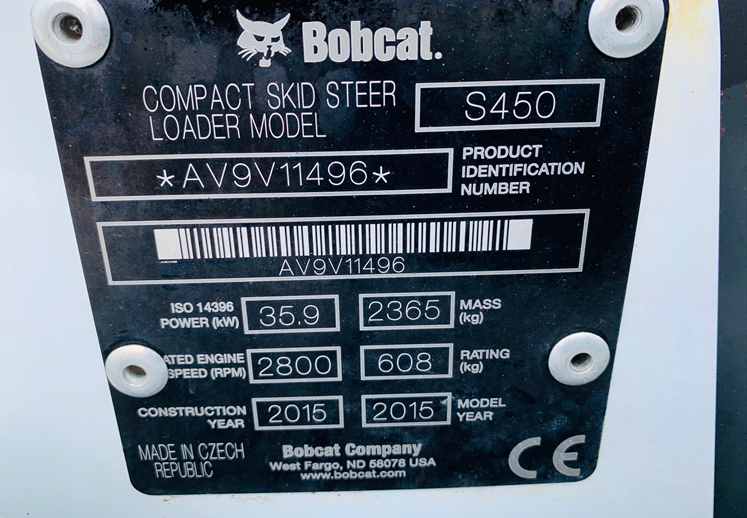 Bobcat.
COMPACT SKID STEER
LOADER MODEL
S450
*AV9V11496*
PRODUCT
IDENTIFICATION
NUMBER
AV9V11496
ISO 14396
POWER (kW)
35.9
2365
MASS
(kg)
ATED ENGINE
SPEED (RPM)
2800
608
RATING
(kg)
CONSTRUCTION
YEAR
2015
2015
MODEL
YEAR
MADE IN CZECH
REPUBLIC
Bobcat Company
West Fargo, ND 58078 USA
www.bobcat.com
CE